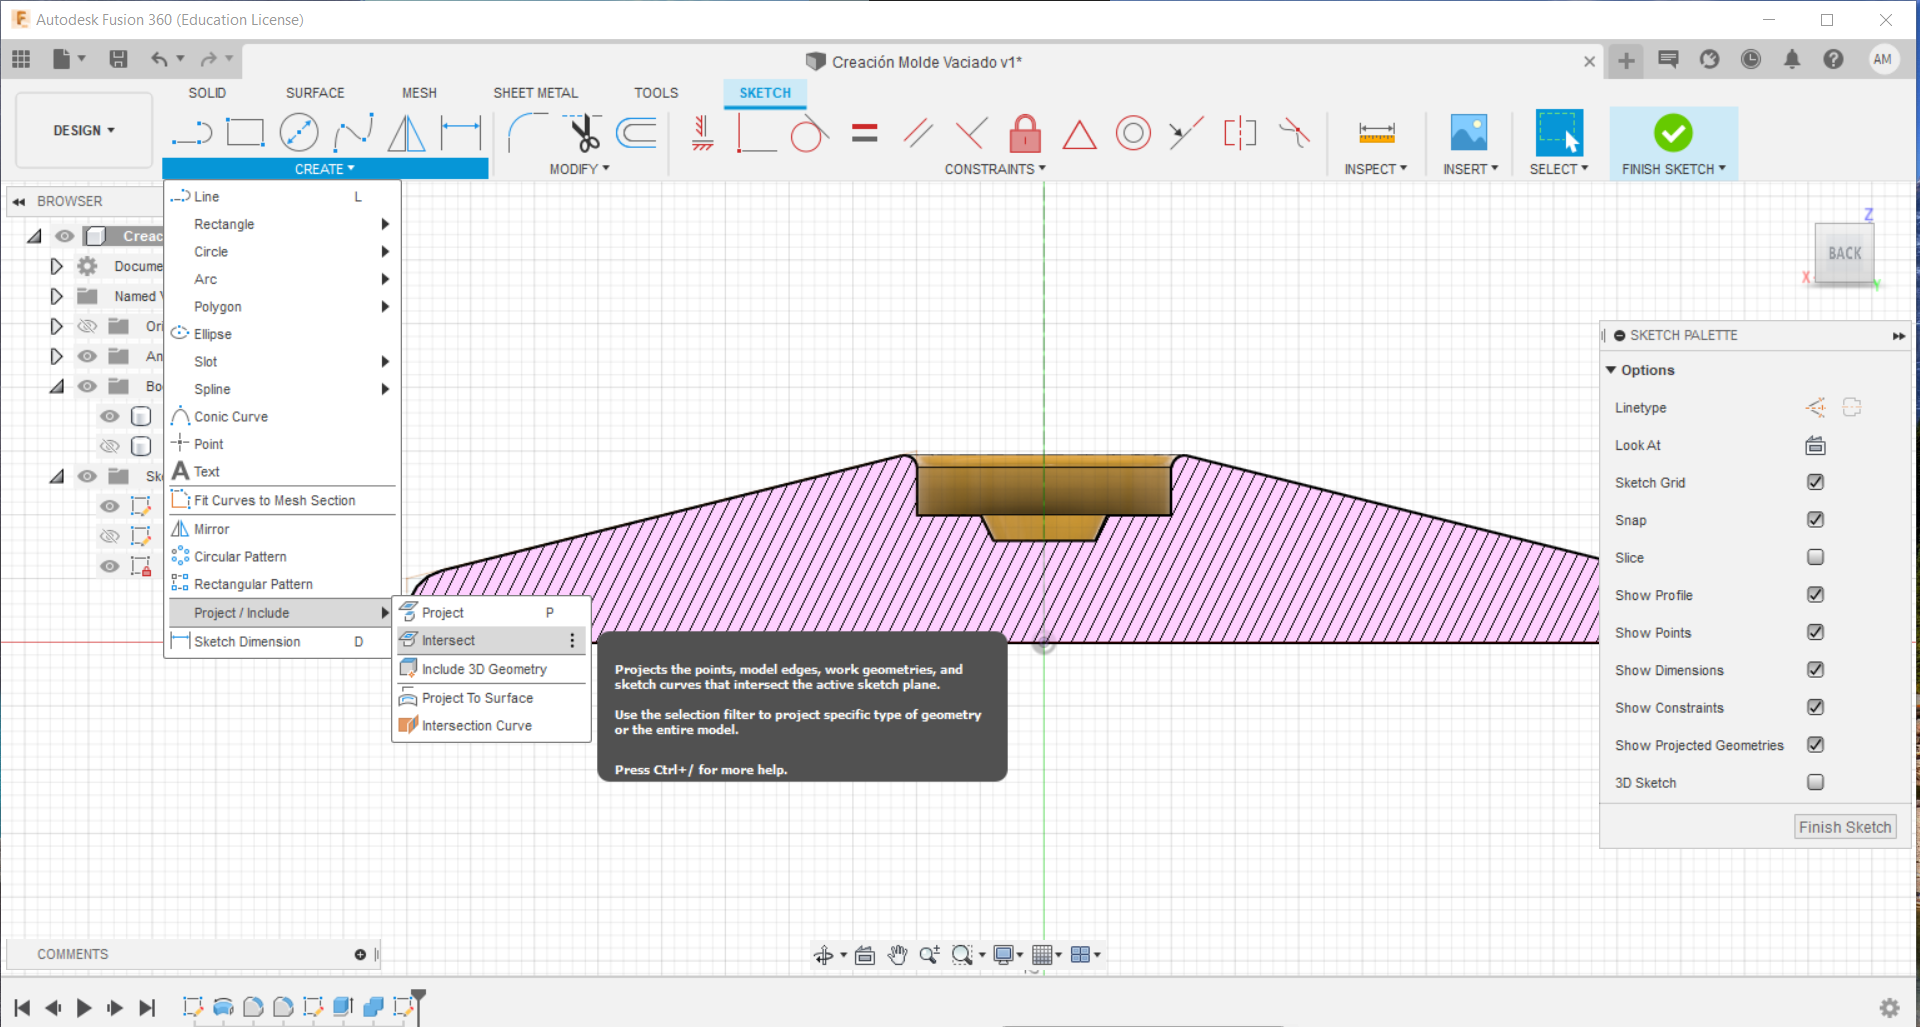 Autodesk Fusion 360 (Education License)
Creación Molde Vaciado v1*
AM
SOLID SURFACE MESH SHEET METAL TOOLS SKETCH
DESIGN
CREATE MODIFY CONSTRAINTS INSPECT INSERT SELECT FINISH SKETCH
BROWSER
Creac
Docume
Named V
Ori
An
Bo
Ske
Line L
Rectangle
Circle
Arc
Polygon
Ellipse
Slot
Spline
Conic Curve
Point
Text
Fit Curves to Mesh Section
Mirror
Circular Pattern
Rectangular Pattern
Project / Include
Sketch Dimension D
Project P
Intersect
Include 3D Geometry
Project To Surface
Intersection Curve
Projects the points, model edges, work geometries, and
sketch curves that intersect the active sketch plane.
Use the selection filter to project specific type of geometry
or the entire model.
Press Ctrl+/ for more help.
Z
BACK
X
Y
SKETCH PALETTE
Options
Linetype
Look At
Sketch Grid
Snap
Slice
Show Profile
Show Points
Show Dimensions
Show Constraints
Show Projected Geometries
3D Sketch
Finish Sketch
COMMENTS